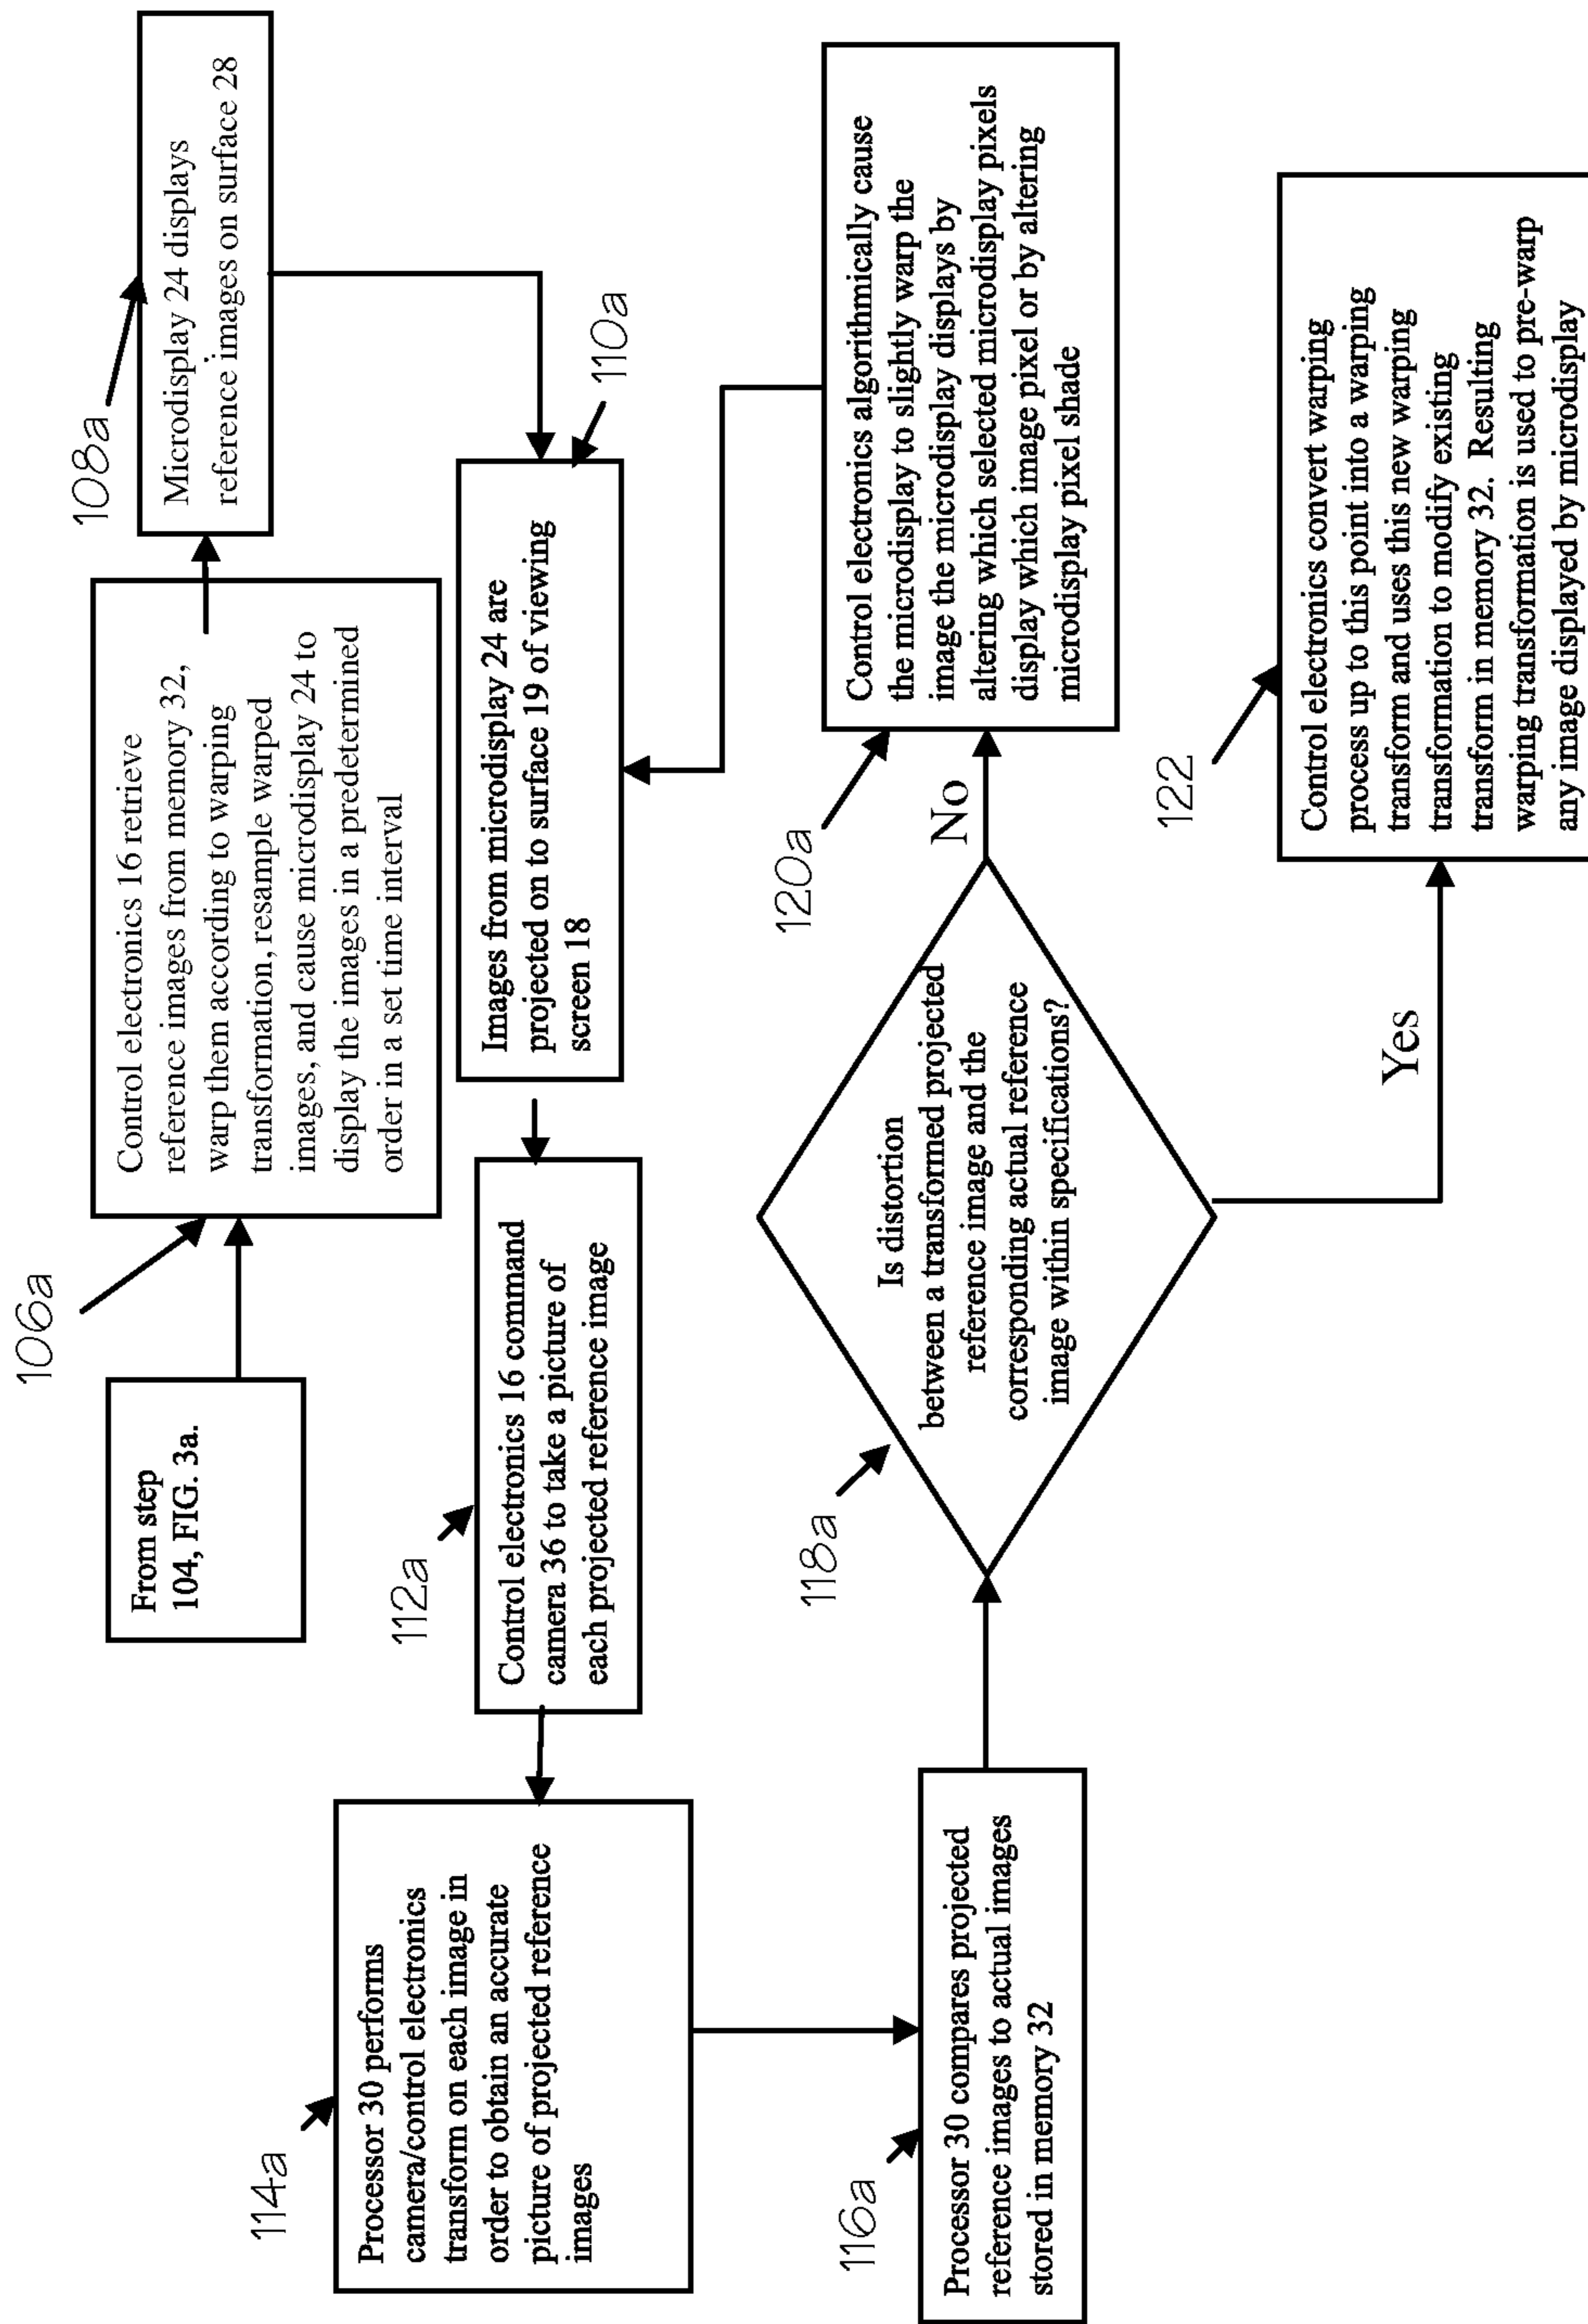 From step
104, FIG. 3a.
106a
Control electronics 16 retrieve
reference images from memory 32,
warp them according to warping
transformation, resample warped
images, and cause microdisplay 24 to
display the images in a predetermined
order in a set time interval
108a
Microdisplay 24 displays
reference images on surface 28
110a
Images from microdisplay 24 are
projected on to surface 19 of viewing
screen 18
112a
Control electronics 16 command
camera 36 to take a picture of
each projected reference image
114a
Processor 30 performs
camera/control electronics
transform on each image in
order to obtain an accurate
picture of projected reference
images
116a
Processor 30 compares projected
reference images to actual images
stored in memory 32
118a
Is distortion
between a transformed projected
reference image and the
corresponding actual reference
image within specifications?
No
120a
Control electronics algorithmically cause
the microdisplay to slightly warp the
image the microdisplay displays by
altering which selected microdisplay pixels
display which image pixel or by altering
microdisplay pixel shade
Yes
122
Control electronics convert warping
process up to this point into a warping
transform and uses this new warping
transformation to modify existing
transform in memory 32. Resulting
warping transformation is used to pre-warp
any image displayed by microdisplay